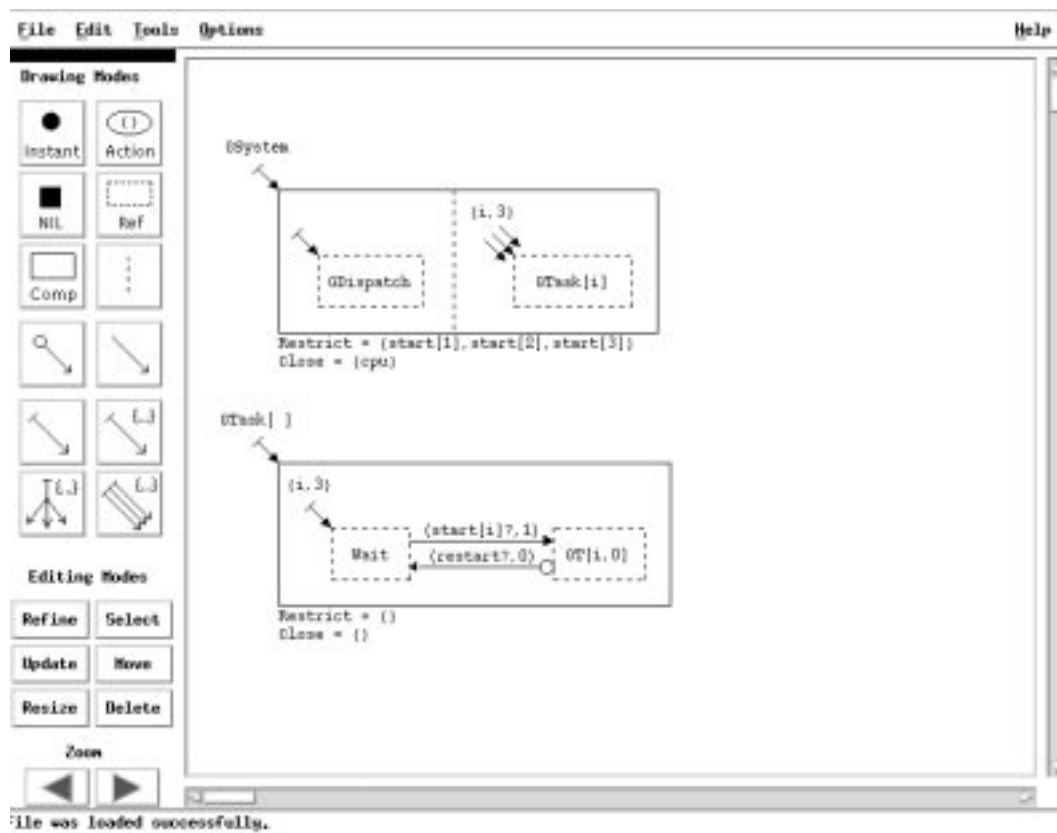 File Edit Tools Options Help
Drawing Modes
Instant
( )
Action
NIL
Ref
Comp
{..}
{..}
{..}
Editing Modes
Refine
Select
Update
Move
Resize
Delete
Zoom
GSystem
{i,3}
GDispatch
GTask[i]
Restrict = {start[1],start[2],start[3]}
Close = {cpu}
GTask[ ]
{i,3}
(start[i]?,1)
Wait
(restart?,0)
GT[i,0]
Restrict = {}
Close = {}
File was loaded successfully.